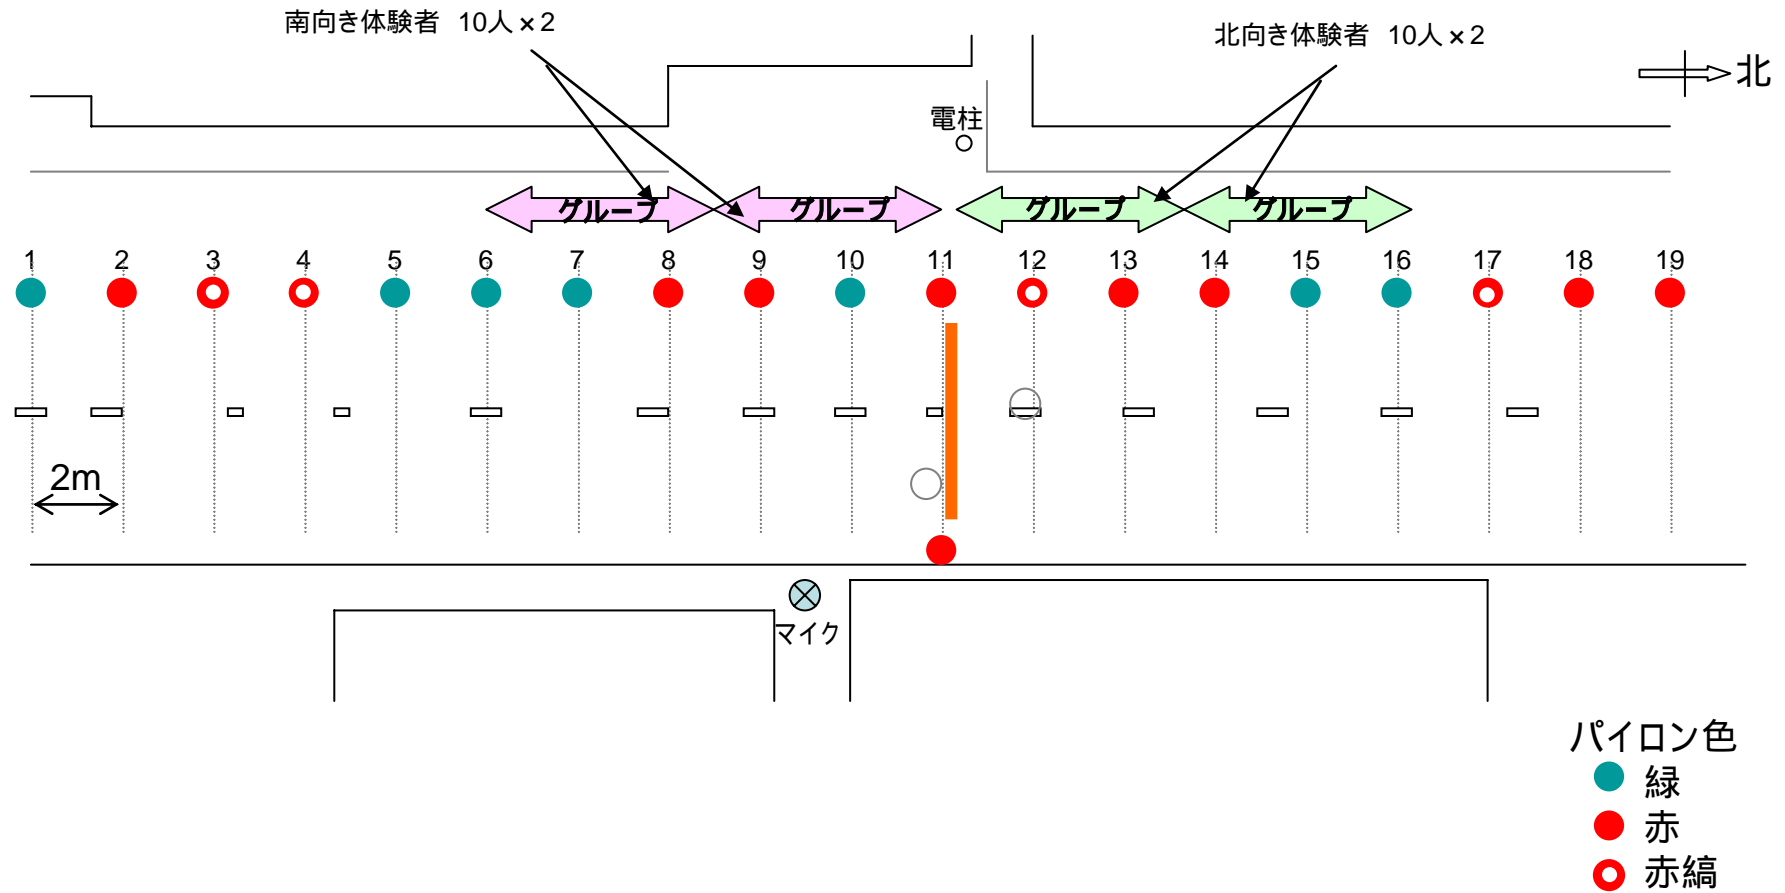 南向き体験者　10人×2
北向き体験者　10人×2
北
電柱
グループ グループ グループ グループ
1 2 3 4 5 6 7 8 9 10 11 12 13 14 15 16 17 18 19
2m
マイク
パイロン色
緑
赤
赤縞